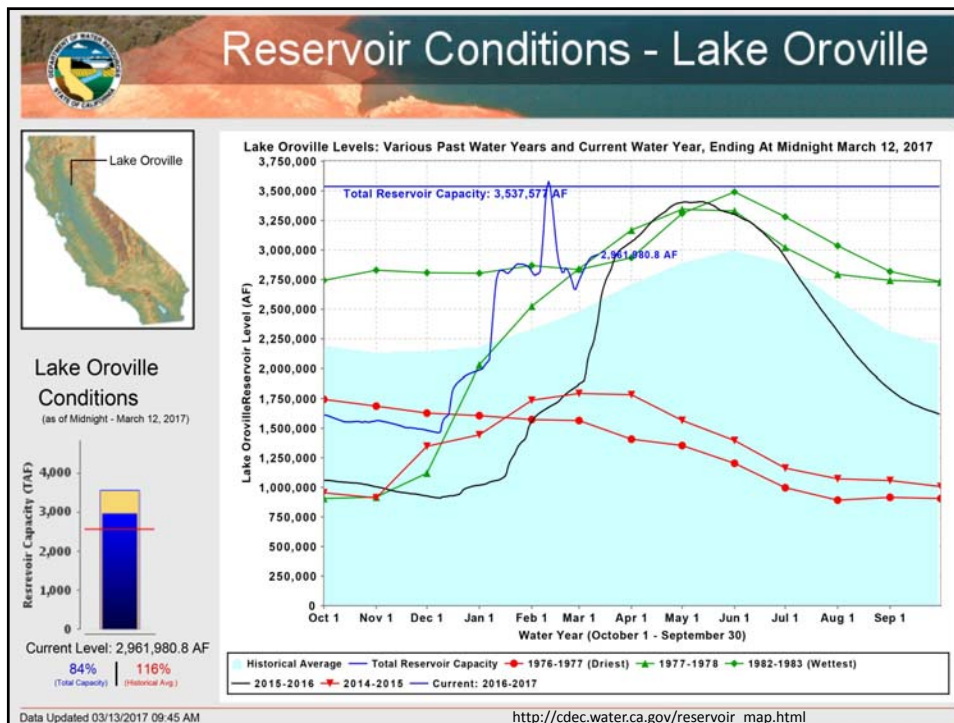 Reservoir Conditions - Lake Oroville
DEPARTMENT OF WATER RESOURCES
STATE OF CALIFORNIA
Lake Oroville
Lake Oroville Levels: Various Past Water Years and Current Water Year, Ending At Midnight March 12, 2017
3,750,000
3,500,000
3,250,000
3,000,000
2,750,000
2,500,000
2,250,000
2,000,000
1,750,000
1,500,000
1,250,000
1,000,000
750,000
500,000
250,000
0
Lake OrovilleReservoir Level (AF)
Total Reservoir Capacity: 3,537,577 AF
2,961,980.8 AF
Oct 1 Nov 1 Dec 1 Jan 1 Feb 1 Mar 1 Apr 1 May 1 Jun 1 Jul 1 Aug 1 Sep 1
Water Year (October 1 - September 30)
Historical Average Total Reservoir Capacity 1976-1977 (Driest) 1977-1978 1982-1983 (Wettest)
2015-2016 2014-2015 Current: 2016-2017
Lake Oroville
Conditions
(as of Midnight - March 12, 2017)
Resrevoir Capacity (TAF)
4,000
3,000
2,000
1,000
0
Current Level: 2,961,980.8 AF
84% 116%
(Total Capacity) (Historical Avg.)
Data Updated 03/13/2017 09:45 AM
http://cdec.water.ca.gov/reservoir_map.html